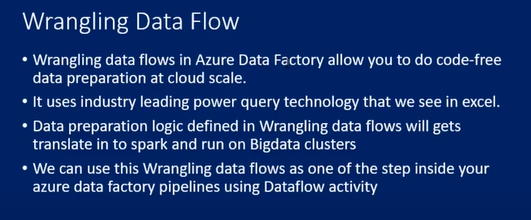 Wrangling Data Flow
• Wrangling data flows in Azure Data Factory allow you to do code-free
data preparation at cloud scale.
• It uses industry leading power query technology that we see in excel.
• Data preparation logic defined in Wrangling data flows will gets
translate in to spark and run on Bigdata clusters
• We can use this Wrangling data flows as one of the step inside your
azure data factory pipelines using Dataflow activity